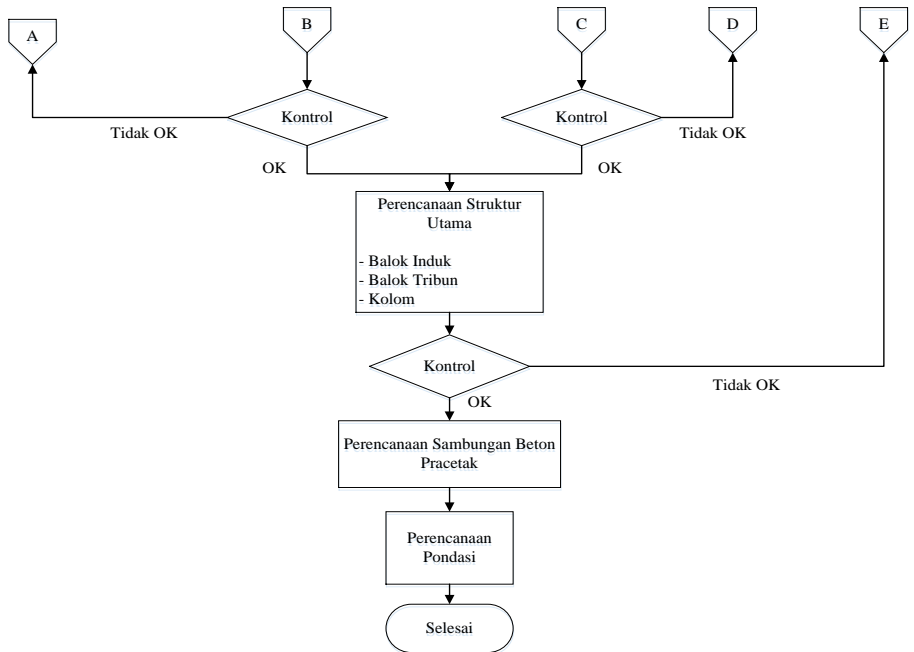 A
B
C
D
E
Kontrol
Kontrol
Tidak OK
Tidak OK
OK
OK
Perencanaan Struktur
Utama
- Balok Induk
- Balok Tribun
- Kolom
Kontrol
Tidak OK
OK
Perencanaan Sambungan Beton
Pracetak
Perencanaan
Pondasi
Selesai